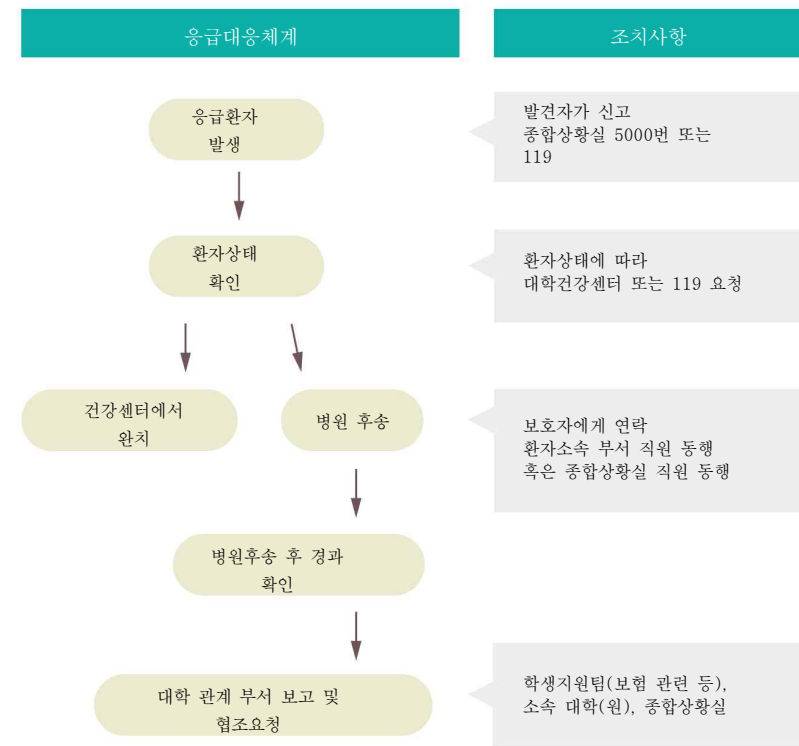 응급대응체계
조치사항
응급환자
발생
발견자가 신고
종합상황실 5000번 또는
119
환자상태
확인
환자상태에 따라
대학건강센터 또는 119 요청
건강센터에서
완치
병원 후송
보호자에게 연락
환자소속 부서 직원 동행
혹은 종합상황실 직원 동행
병원후송 후 경과
확인
대학 관계 부서 보고 및
협조요청
학생지원팀(보험 관련 등),
소속 대학(원), 종합상황실